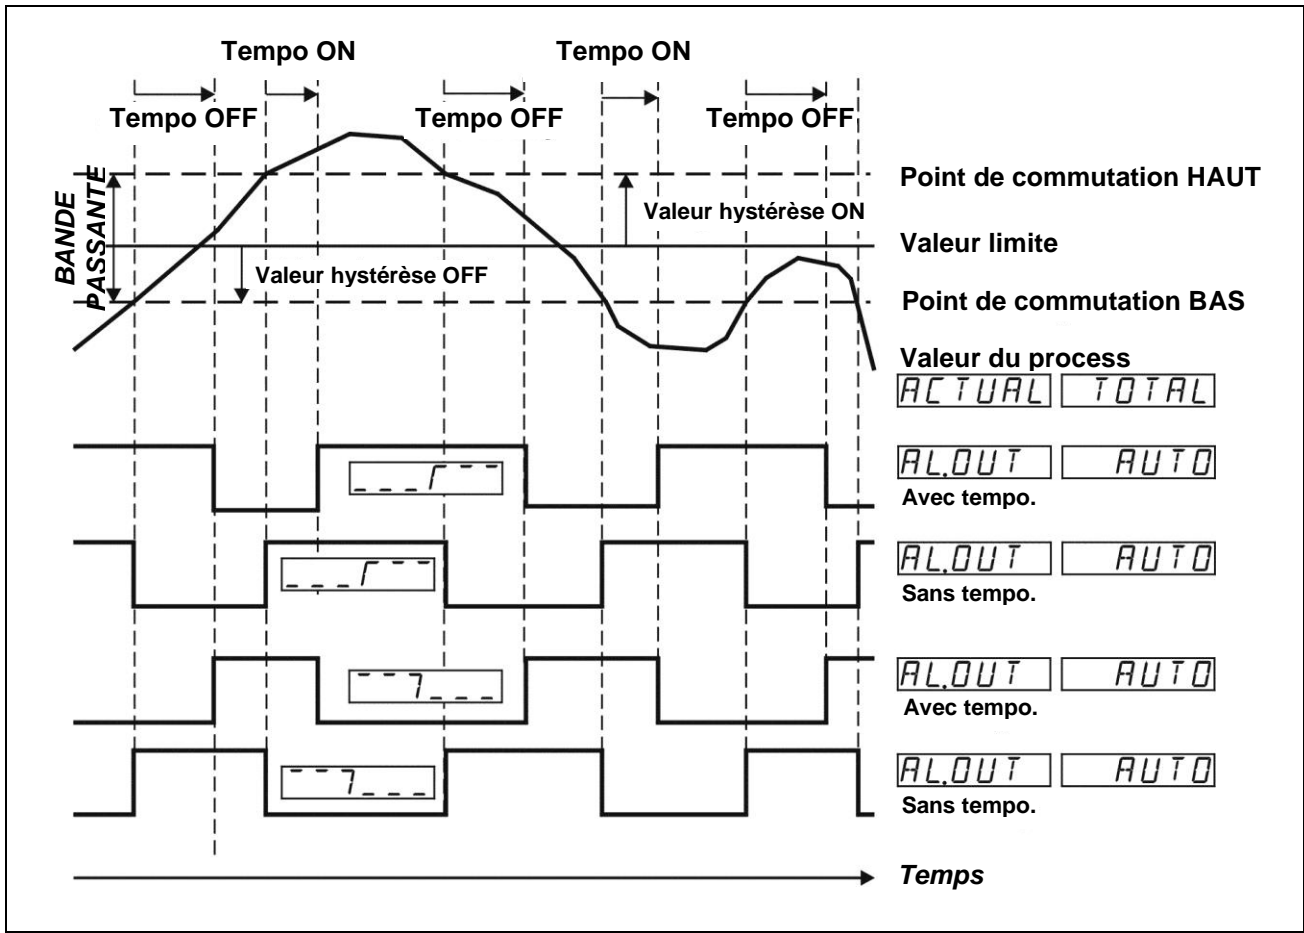 Tempo ON
Tempo ON
Tempo OFF
Tempo OFF
Tempo OFF
BANDE
PASSANTE
Point de commutation HAUT
Valeur hystérèse ON
Valeur limite
Valeur hystérèse OFF
Point de commutation BAS
Valeur du process
ACTUAL TOTAL
AL.OUT AUTO
Avec tempo.
AL.OUT AUTO
Sans tempo.
AL.OUT AUTO
Avec tempo.
AL.OUT AUTO
Sans tempo.
Temps